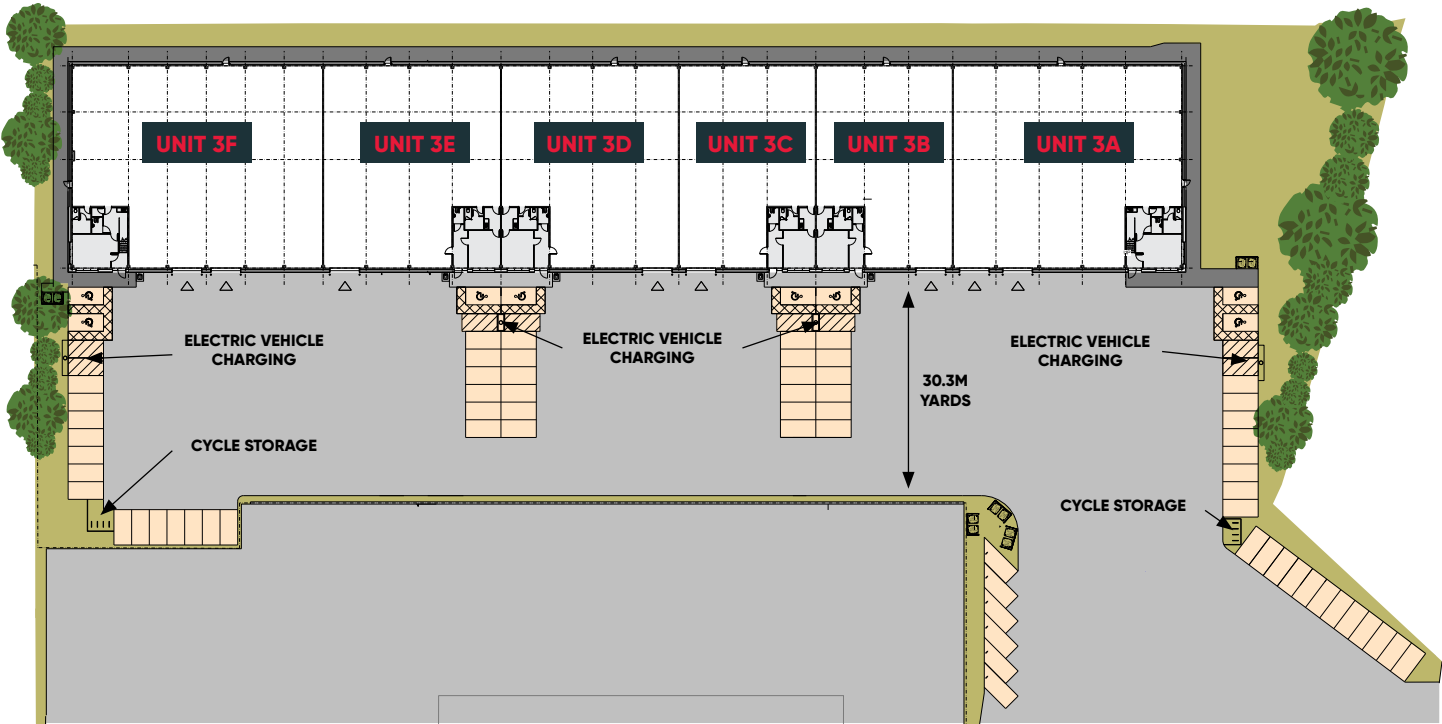 UNIT 3F
UNIT 3E
UNIT 3D
UNIT 3C
UNIT 3B
UNIT 3A
ELECTRIC VEHICLE
CHARGING
ELECTRIC VEHICLE
CHARGING
ELECTRIC VEHICLE
CHARGING
30.3M
YARDS
CYCLE STORAGE
CYCLE STORAGE